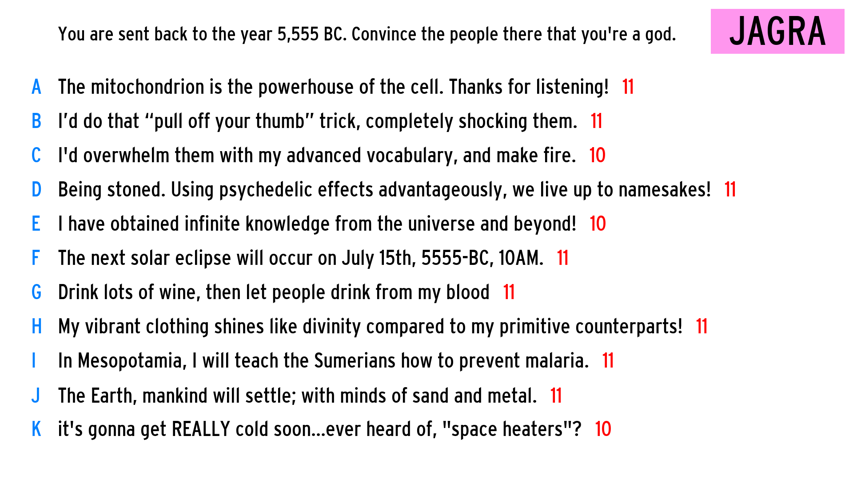 You are sent back to the year 5,555 BC. Convince the people there that you're a god.
JAGRA
A The mitochondrion is the powerhouse of the cell. Thanks for listening! 11
B I’d do that “pull off your thumb” trick, completely shocking them. 11
C I'd overwhelm them with my advanced vocabulary, and make fire. 10
D Being stoned. Using psychedelic effects advantageously, we live up to namesakes! 11
E I have obtained infinite knowledge from the universe and beyond! 10
F The next solar eclipse will occur on July 15th, 5555-BC, 10AM. 11
G Drink lots of wine, then let people drink from my blood 11
H My vibrant clothing shines like divinity compared to my primitive counterparts! 11
I In Mesopotamia, I will teach the Sumerians how to prevent malaria. 11
J The Earth, mankind will settle; with minds of sand and metal. 11
K it's gonna get REALLY cold soon...ever heard of, "space heaters"? 10